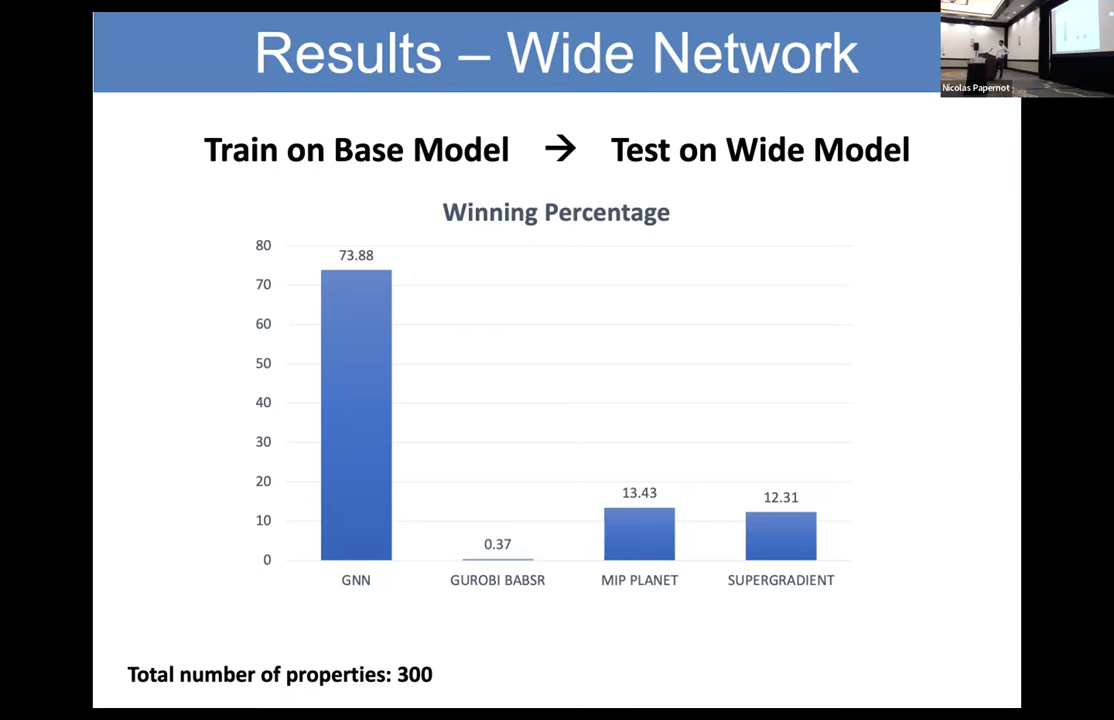 Results – Wide Network
Nicolas Papernot
Train on Base Model → Test on Wide Model
Winning Percentage
80
70
60
50
40
30
20
10
0
73.88
0.37
13.43
12.31
GNN
GUROBI BABSR
MIP PLANET
SUPERGRADIENT
Total number of properties: 300